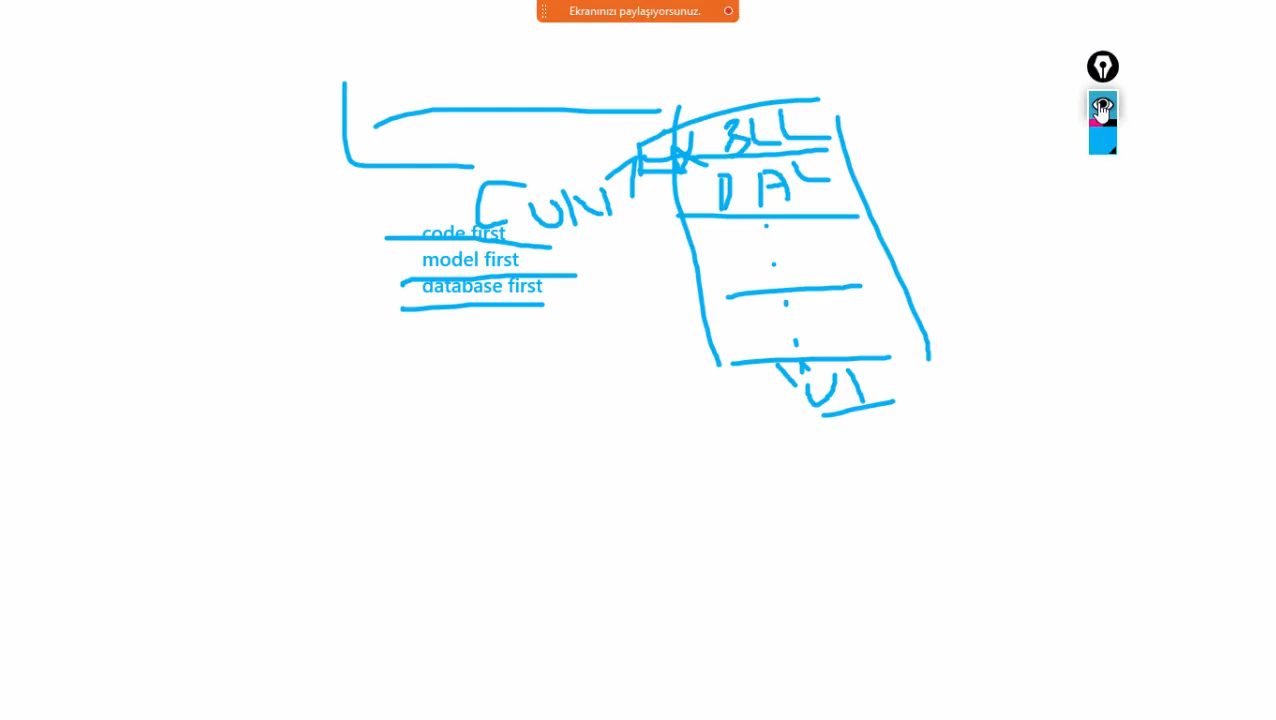 Ekranınızı paylaşıyorsunuz.
BLL
DAL
code first
model first
database first
UI